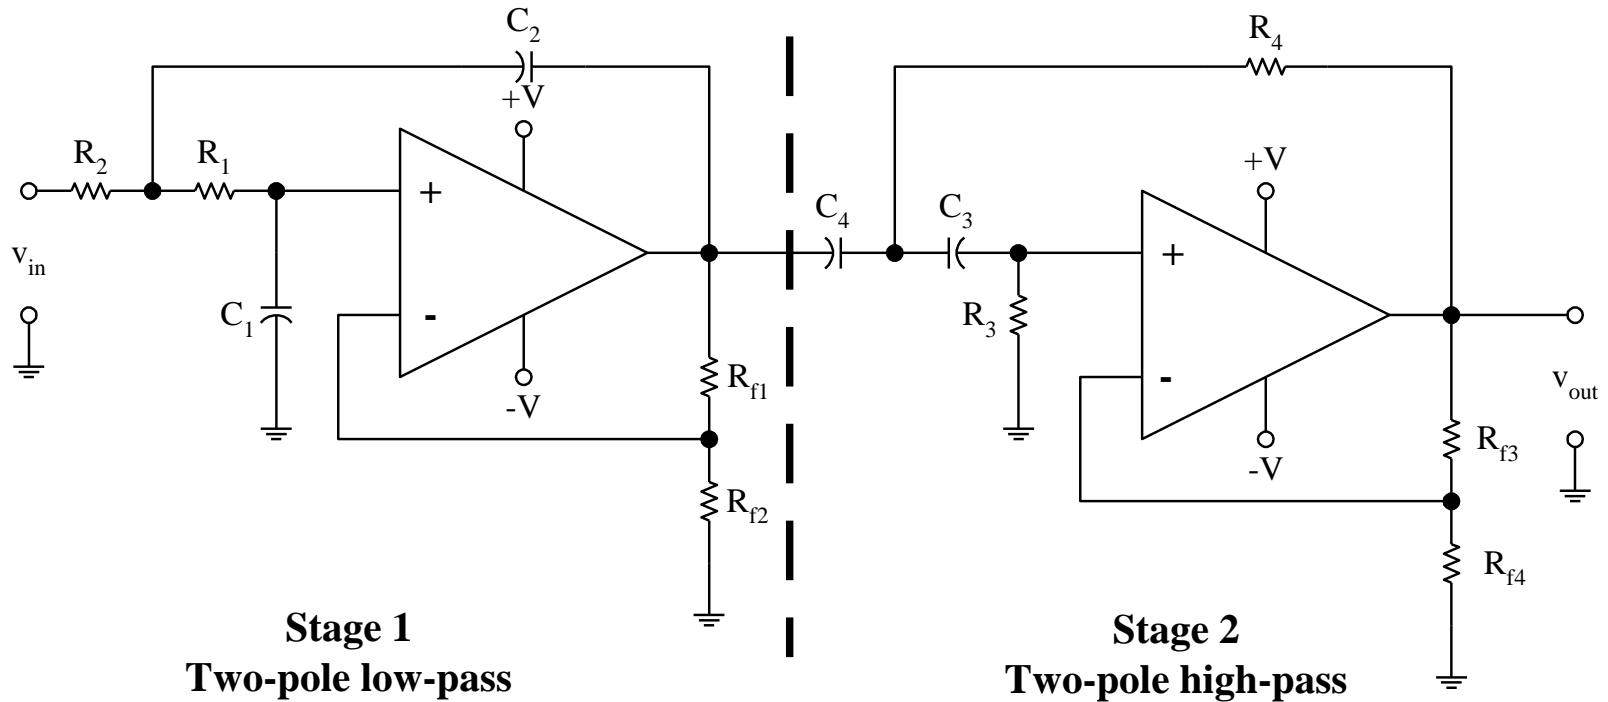 C2
+V
R2
R1
+
vin
C1
-
-V
Rf1
Rf2
Stage 1
Two-pole low-pass
R4
+V
C4
C3
+
R3
-
-V
vout
Rf3
Rf4
Stage 2
Two-pole high-pass